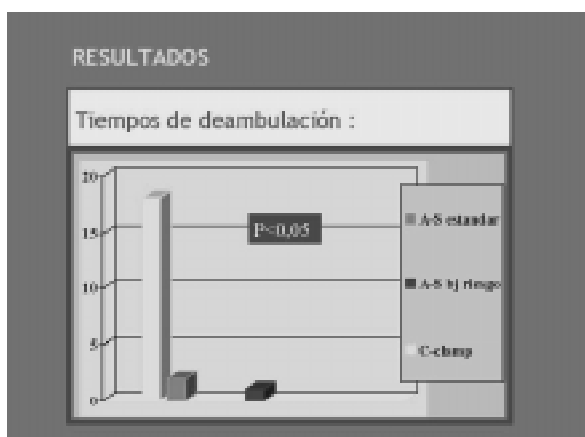 RESULTADOS
Tiempos de deambulación :
20
15
10
5
0
P<0,05
A-S estandar
A-S bj riesgo
C-clamp